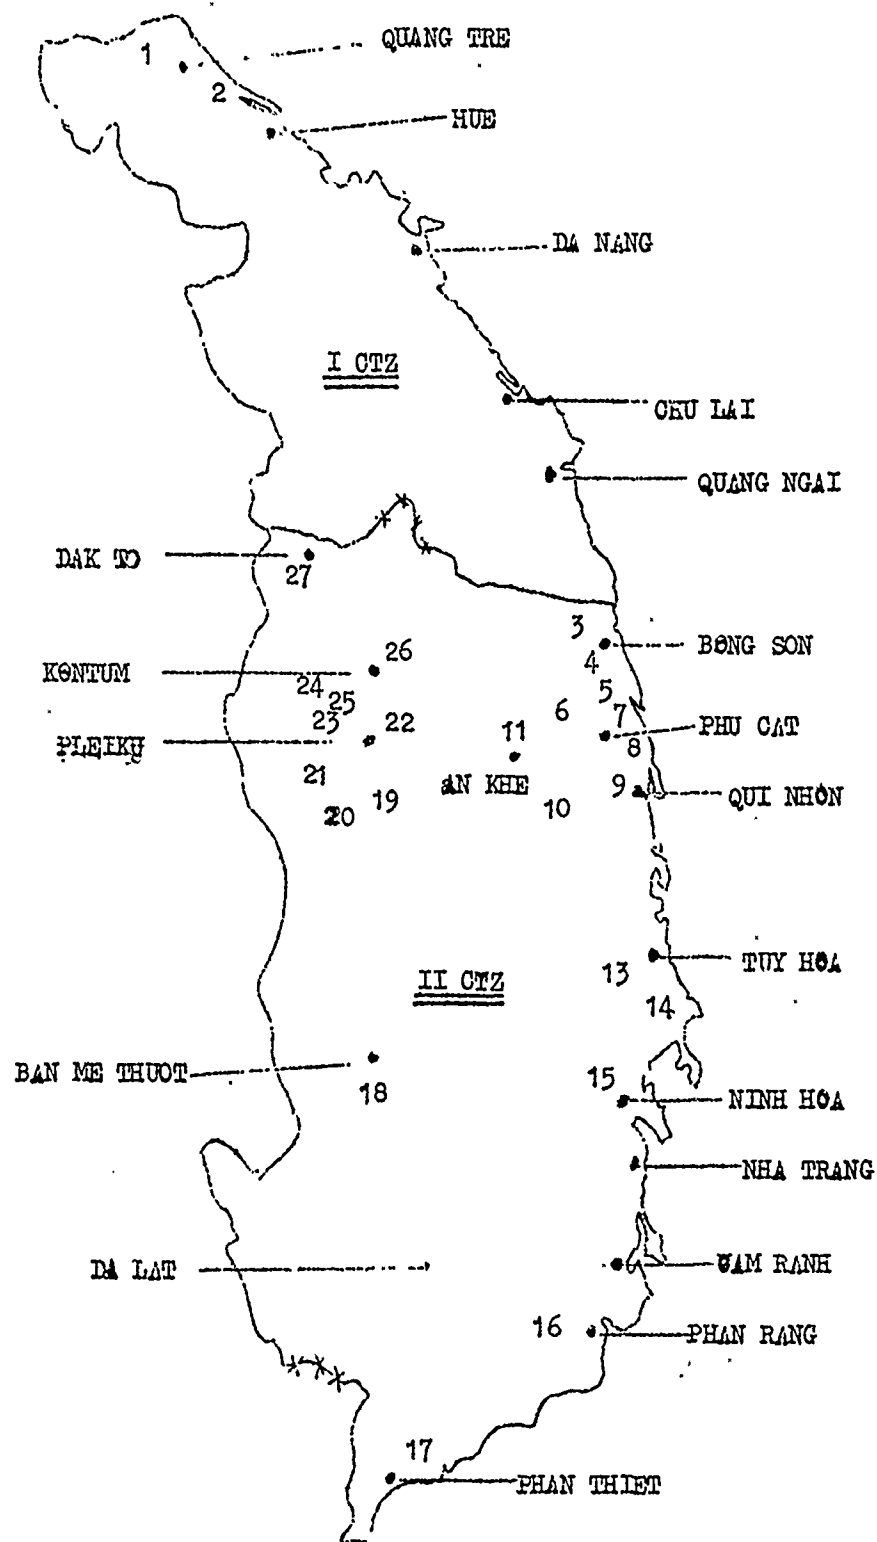 QUANG TRE
1
2
HUE
DA NANG
I CTZ
CHU LAI
QUANG NGAI
DAK TO
27
3
BONG SON
26
4
KONTUM
24
5
25
6
23
22
7
PHU CAT
11
8
PLEIKU
21
AN KHE
9
19
10
QUI NHON
20
13
TUY HOA
II CTZ
14
BAN ME THUOT
15
18
NINH HOA
NHA TRANG
DA LAT
CAM RANH
16
PHAN RANG
17
PHAN THIET